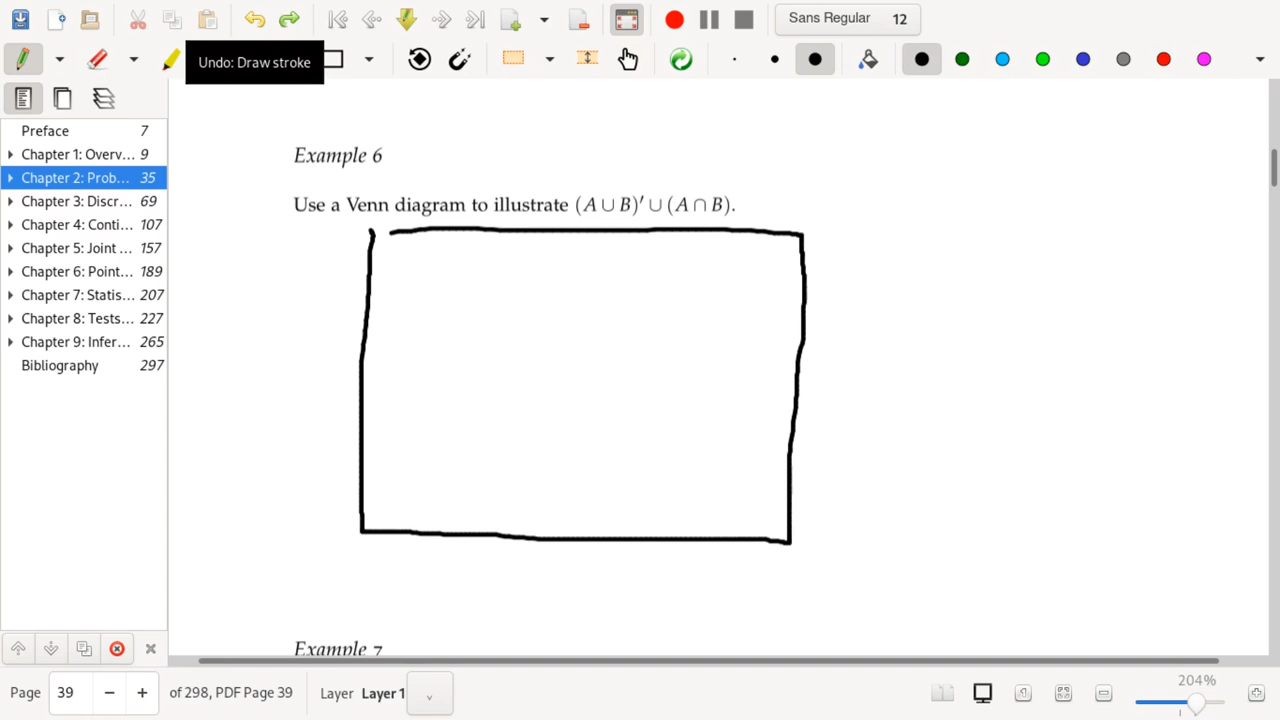 Sans Regular 12
Undo: Draw stroke
Preface 7
Chapter 1: Overv... 9
Chapter 2: Prob... 35
Chapter 3: Discr... 69
Chapter 4: Conti... 107
Chapter 5: Joint ... 157
Chapter 6: Point... 189
Chapter 7: Statis... 207
Chapter 8: Tests... 227
Chapter 9: Infer... 265
Bibliography 297
Example 6
Use a Venn diagram to illustrate (A ∪ B)′ ∪ (A ∩ B).
Example 7
Page 39 − + of 298, PDF Page 39 Layer Layer 1 204%